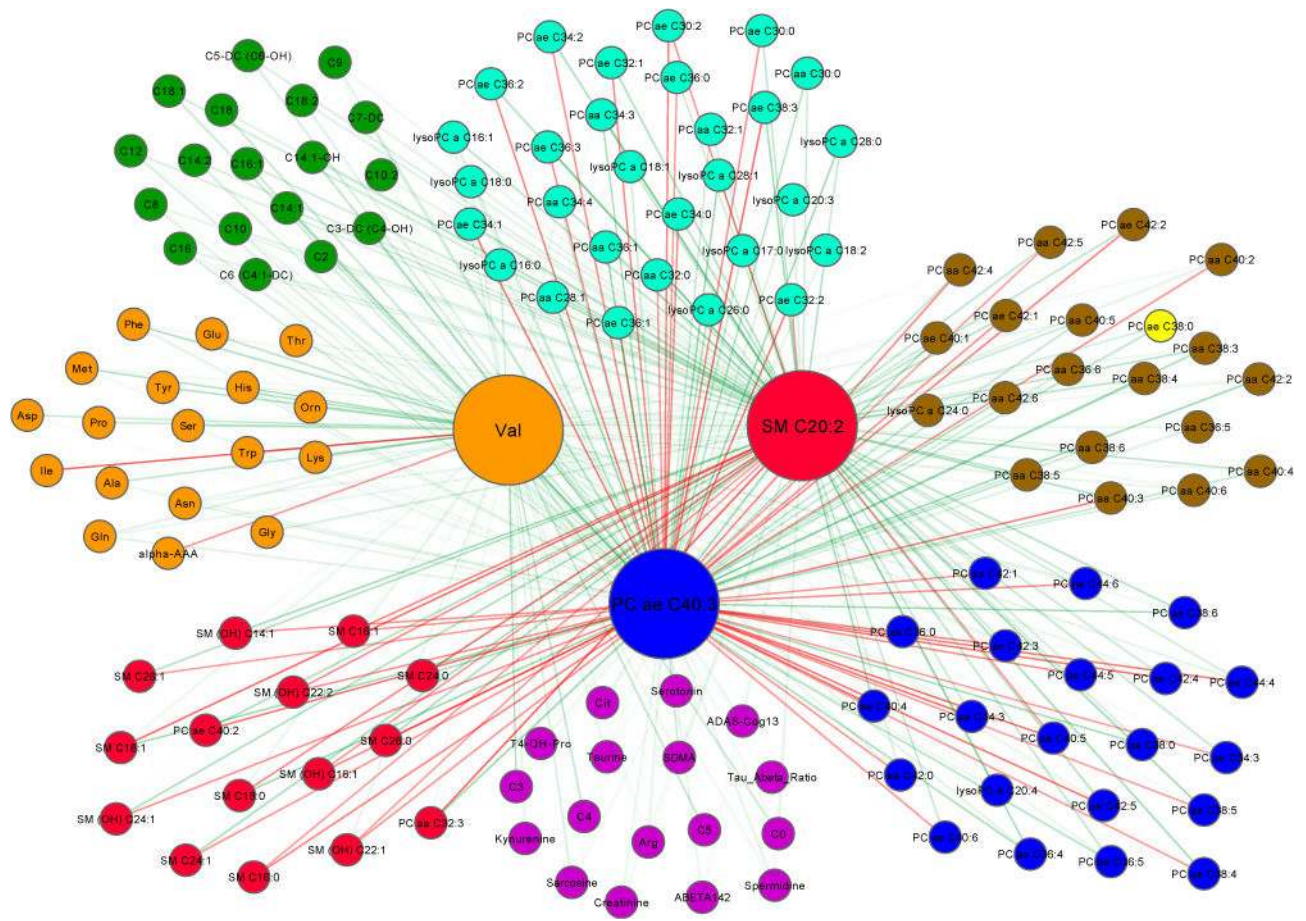 C5-DC (C6-OH)
C9
C18:1
C18
C18:2
C7-DC
C12
C14:2
C16:1
C14:1-OH
C10:2
C8
C14:1
C10
C3-DC (C4-OH)
C16
C6 (C4:1-DC)
C2
PC ae C34:2
PC ae C30:2
PC ae C30:0
PC ae C36:2
PC ae C32:1
PC ae C36:0
PC aa C30:0
PC aa C34:3
PC ae C38:3
lysoPC a C16:1
PC ae C36:3
PC aa C32:1
lysoPC a C28:0
lysoPC a C18:0
lysoPC a C18:1
lysoPC a C28:1
PC aa C34:4
lysoPC a C20:3
PC ae C34:1
PC ae C34:0
PC aa C36:1
lysoPC a C17:0
lysoPC a C18:2
lysoPC a C16:0
PC aa C32:0
PC aa C28:1
lysoPC a C26:0
PC ae C32:2
PC ae C36:1
PC ae C42:2
PC aa C42:5
PC aa C42:4
PC aa C40:2
PC ae C42:1
PC aa C40:5
PC ae C38:0
PC ae C40:1
PC aa C38:3
PC aa C36:6
PC aa C38:4
PC aa C42:2
PC aa C42:6
lysoPC a C24:0
PC aa C36:5
PC aa C38:6
PC aa C38:5
PC aa C40:4
PC aa C40:3
PC aa C40:6
Phe
Glu
Thr
Met
Tyr
His
Orn
Asp
Pro
Ser
Trp
Lys
Ile
Ala
Asn
Gln
alpha-AAA
Gly
Val
SM C20:2
PC ae C40:3
SM (OH) C14:1
SM C16:1
SM C26:1
SM (OH) C22:2
SM C24:0
SM C18:1
PC ae C40:2
SM C26:0
SM C18:0
SM (OH) C16:1
SM (OH) C24:1
PC aa C32:3
SM C24:1
SM (OH) C22:1
SM C16:0
Cit
Serotonin
ADAS-Cog13
T4-OH-Pro
Taurine
SDMA
Tau_Abeta_Ratio
C3
C4
C5
C0
Kynurenine
Arg
Sarcosine
Creatinine
ABETA142
Spermidine
PC aa C42:1
PC ae C44:6
PC ae C38:6
PC ae C42:3
PC ae C44:5
PC ae C42:4
PC ae C44:4
PC ae C40:4
PC ae C40:5
PC ae C34:3
PC aa C42:0
lysoPC a C20:4
PC ae C42:5
PC ae C38:5
PC ae C40:6
PC ae C36:5
PC ae C38:4